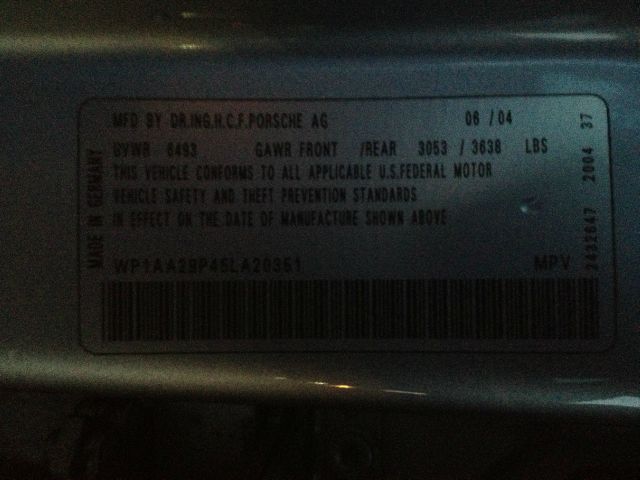 MFD BY DR.ING.H.C.F.PORSCHE AG 06 / 04
GVWR 6493 GAWR FRONT /REAR 3053 / 3638 LBS
THIS VEHICLE CONFORMS TO ALL APPLICABLE U.S.FEDERAL MOTOR
VEHICLE SAFETY AND THEFT PREVENTION STANDARDS
IN EFFECT ON THE DATE OF MANUFACTURE SHOWN ABOVE
WP1AA29P45LA20361 MPV
MADE IN GERMANY
2432647 2004 37